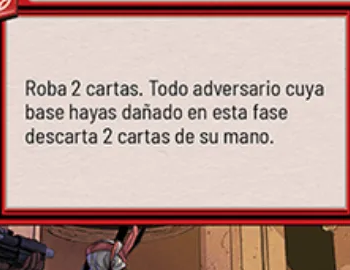 Roba 2 cartas. Todo adversario cuya
base hayas dañado en esta fase
descarta 2 cartas de su mano.